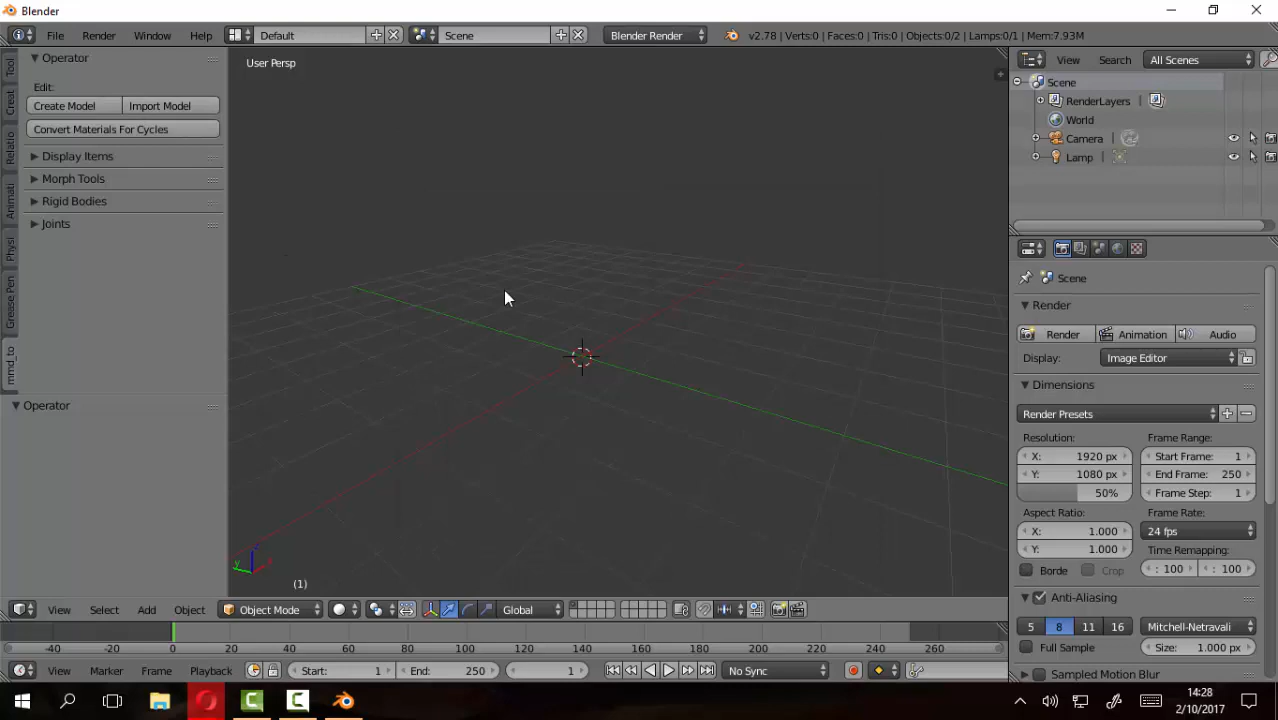 Blender
File Render Window Help Default Scene Blender Render v2.78 | Verts:0 | Faces:0 | Tris:0 | Objects:0/2 | Lamps:0/1 | Mem:7.93M
Operator
Edit:
Create Model Import Model
Convert Materials For Cycles
Display Items
Morph Tools
Rigid Bodies
Joints
Operator
Tool
Creat
Relatio
Animati
Physi
Grease Pen
mmd_to
User Persp
z
x
y
(1)
View Search All Scenes
Scene
RenderLayers |
World
Camera |
Lamp |
Scene
Render
Render Animation Audio
Display: Image Editor
Dimensions
Render Presets
Resolution: Frame Range:
X: 1920 px Start Frame: 1
Y: 1080 px End Frame: 250
50% Frame Step: 1
Aspect Ratio: Frame Rate:
X: 1.000 24 fps
Y: 1.000 Time Remapping:
Borde Crop : 100 : 100
Anti-Aliasing
5 8 11 16 Mitchell-Netravali
Full Sample Size: 1.000 px
Sampled Motion Blur
View Select Add Object Object Mode Global
-40 -20 0 20 40 60 80 100 120 140 160 180 200 220 240 260
View Marker Frame Playback Start: 1 End: 250 1 No Sync
14:28
2/10/2017